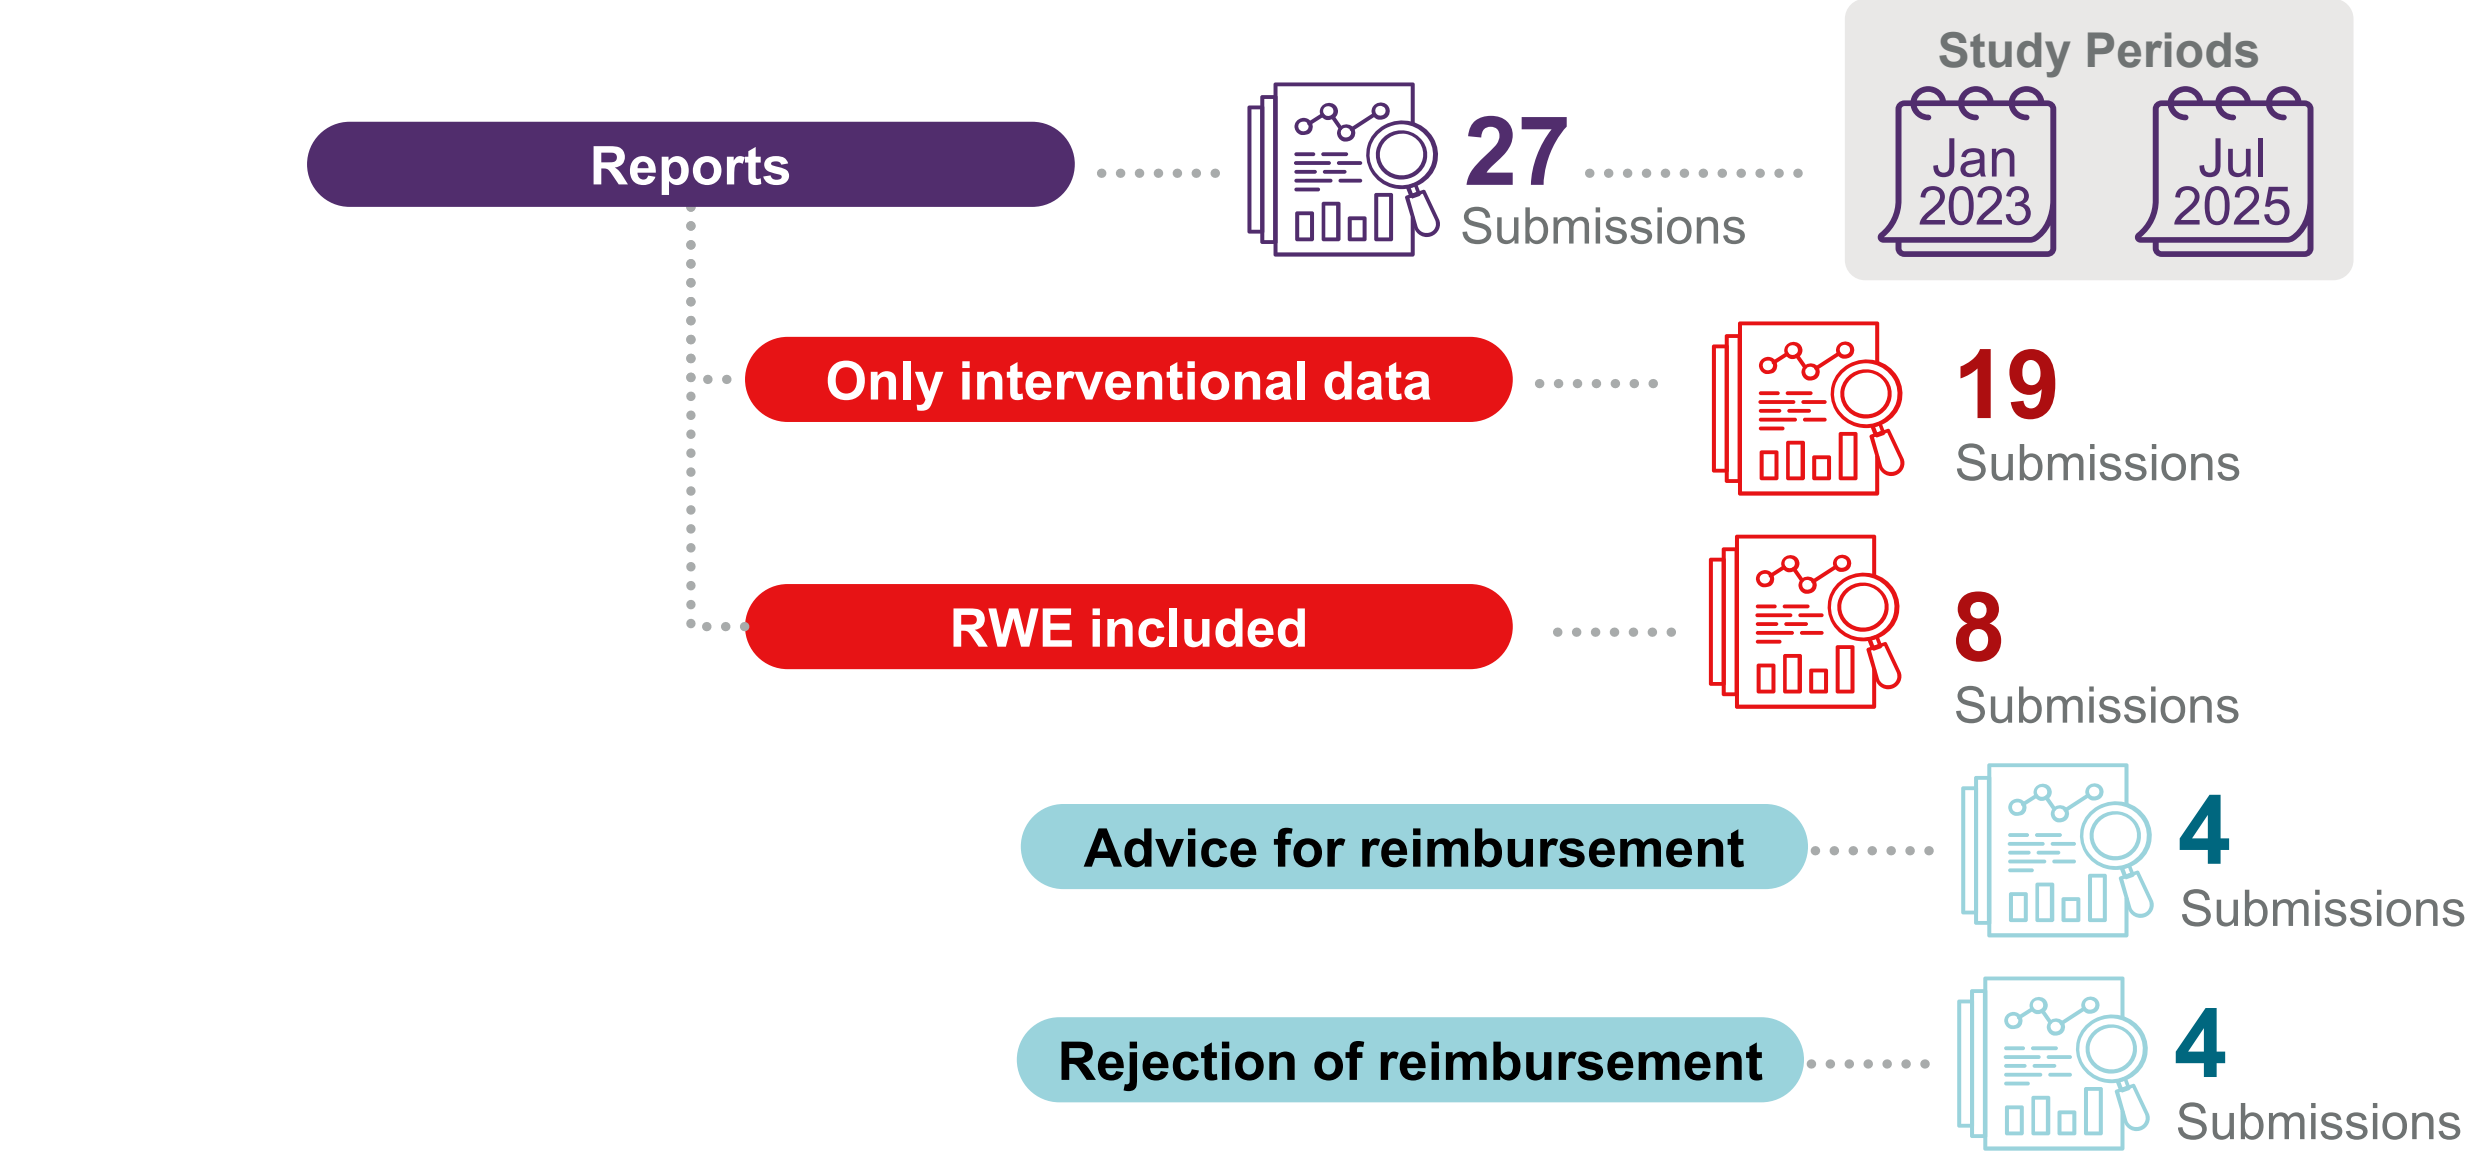 Study Periods
Jan
2023
Jul
2025
Reports
27
Submissions
Only interventional data
19
Submissions
RWE included
8
Submissions
Advice for reimbursement
4
Submissions
Rejection of reimbursement
4
Submissions